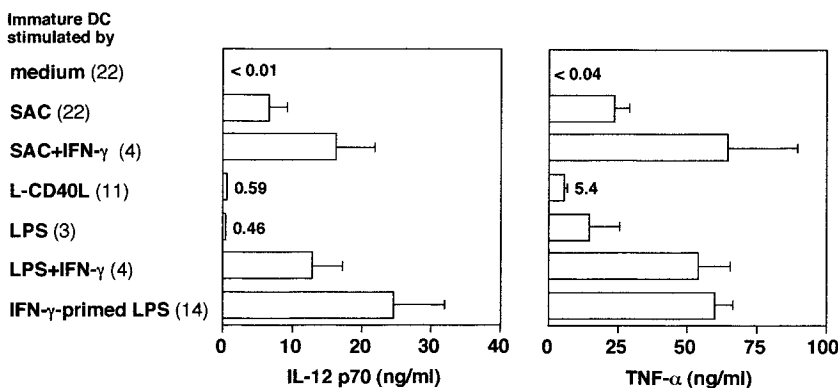 Immature DC
stimulated by
medium (22)
< 0.01
< 0.04
SAC (22)
SAC+IFN-γ (4)
L-CD40L (11)
0.59
5.4
LPS (3)
0.46
LPS+IFN-γ (4)
IFN-γ-primed LPS (14)
0 10 20 30 40
0 25 50 75 100
IL-12 p70 (ng/ml)
TNF-α (ng/ml)